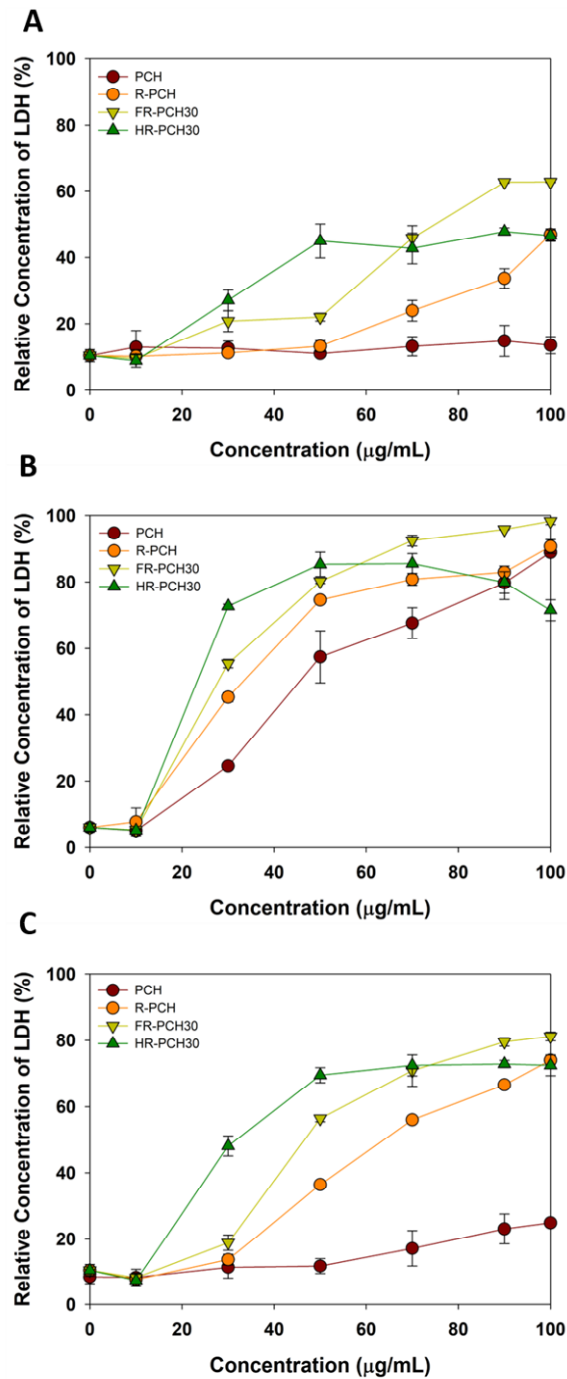 A
Relative Concentration of LDH (%)
100
80
60
40
20
0
PCH
R-PCH
FR-PCH30
HR-PCH30
0 20 40 60 80 100
Concentration (µg/mL)
B
Relative Concentration of LDH (%)
100
80
60
40
20
0
PCH
R-PCH
FR-PCH30
HR-PCH30
0 20 40 60 80 100
Concentration (µg/mL)
C
Relative Concentration of LDH (%)
100
80
60
40
20
0
PCH
R-PCH
FR-PCH30
HR-PCH30
0 20 40 60 80 100
Concentration (µg/mL)